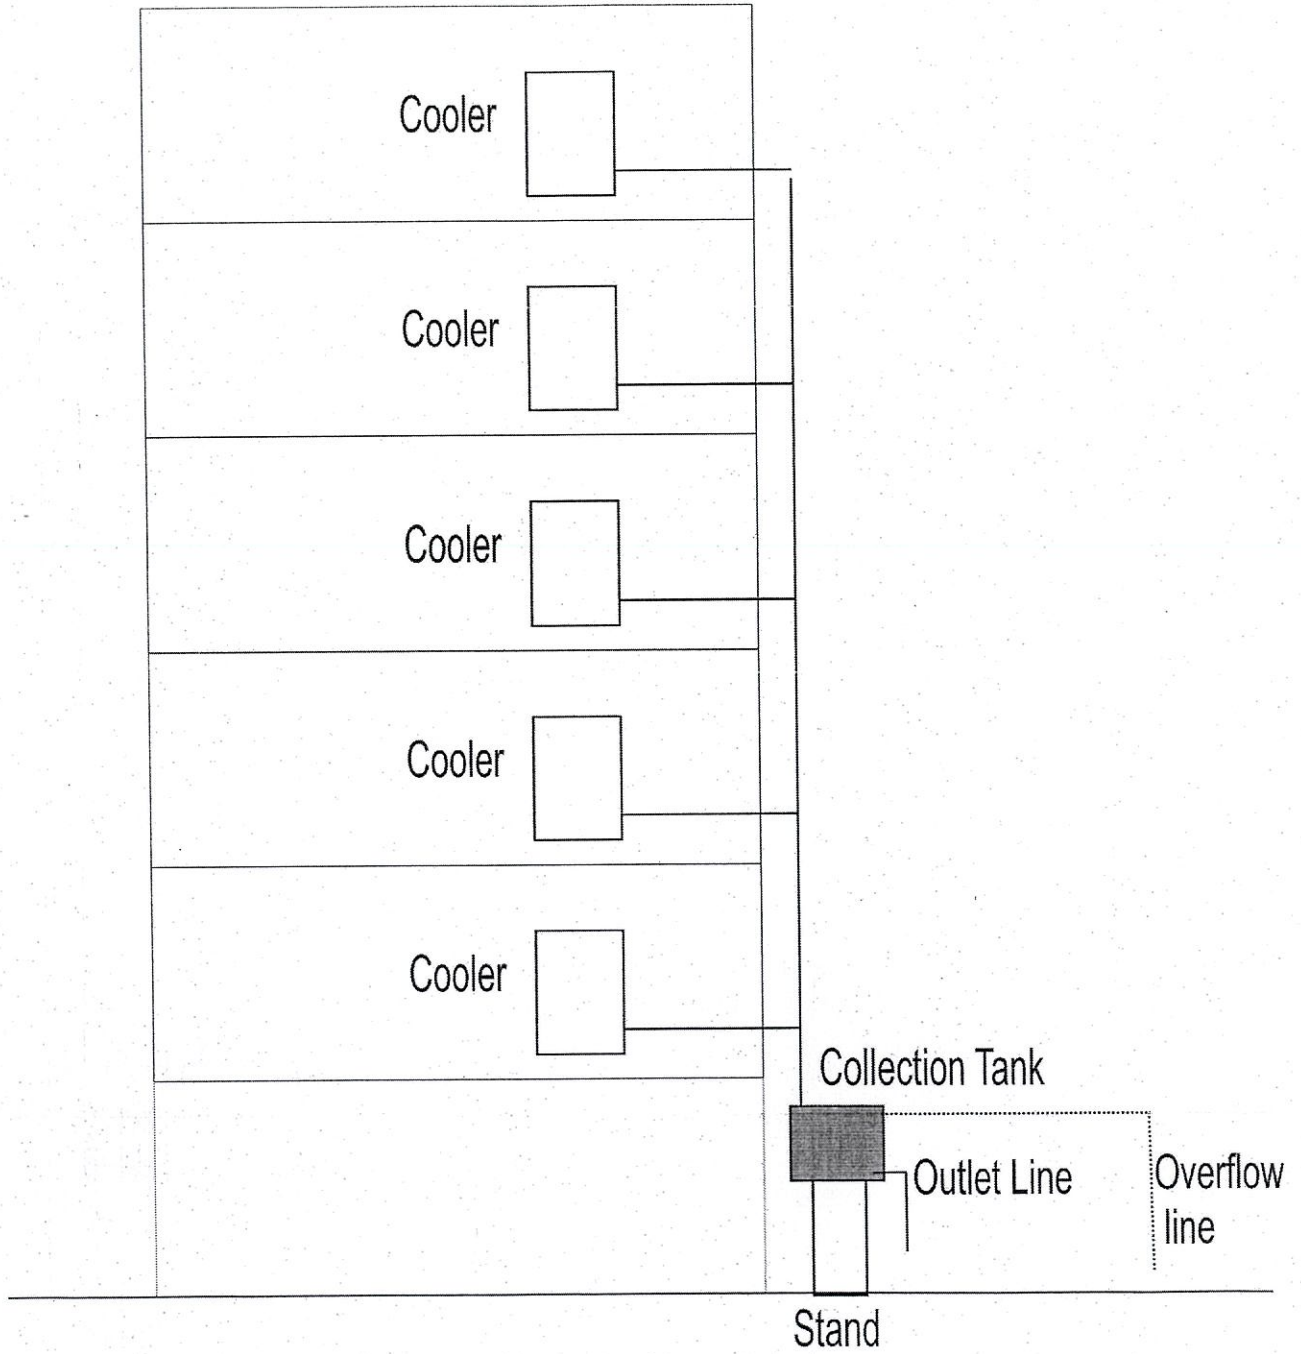 Cooler
Cooler
Cooler
Cooler
Cooler
Collection Tank
Outlet Line
Overflow
line
Stand